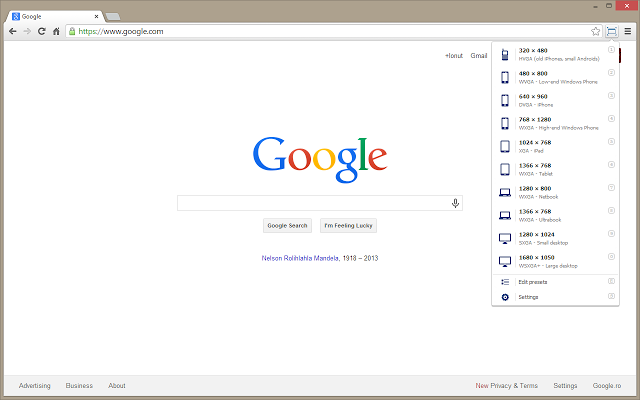 Google
https://www.google.com
+Ionut Gmail
Google
Google Search I'm Feeling Lucky
Nelson Rolihlahla Mandela, 1918 – 2013
320 × 480
HVGA (old iPhones, small Androids)
480 × 800
WVGA - Low-end Windows Phone
640 × 960
DVGA - iPhone
768 × 1280
WXGA - High-end Windows Phone
1024 × 768
XGA - iPad
1366 × 768
WXGA - Tablet
1280 × 800
WXGA - Netbook
1366 × 768
WXGA - Ultrabook
1280 × 1024
SXGA - Small desktop
1680 × 1050
WSXGA+ - Large desktop
Edit presets
Settings
Advertising Business About New Privacy & Terms Settings Google.ro